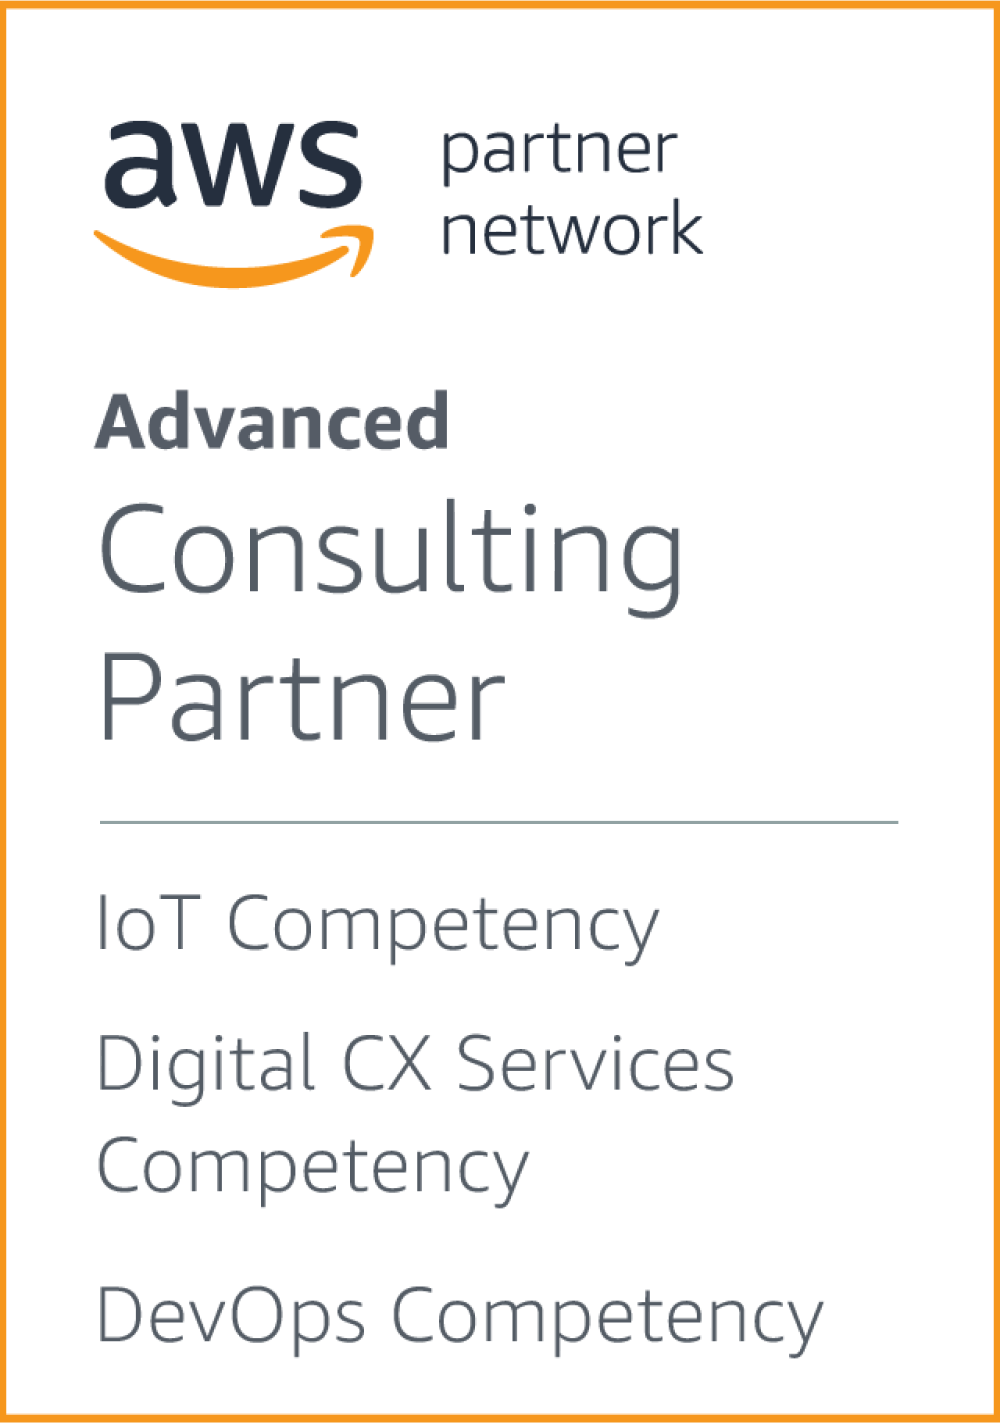 aws
partner
network
Advanced
Consulting
Partner
IoT Competency
Digital CX Services
Competency
DevOps Competency